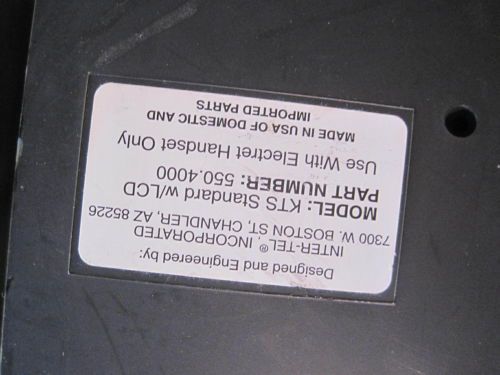 Designed and Engineered by:
INTER-TEL®, INCORPORATED
7300 W. BOSTON ST, CHANDLER, AZ 85226
MODEL: KTS Standard w/LCD
PART NUMBER: 550.4000
Use With Electret Handset Only
MADE IN USA OF DOMESTIC AND
IMPORTED PARTS